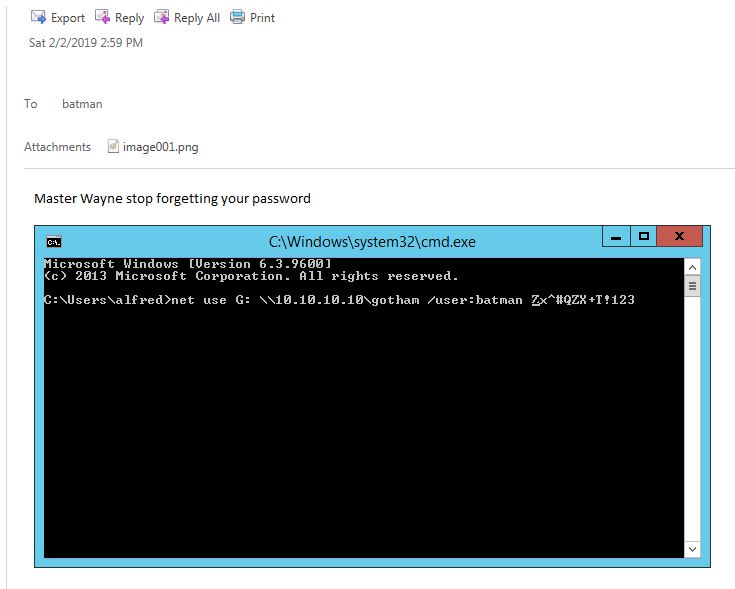 Export Reply Reply All Print
Sat 2/2/2019 2:59 PM
To batman
Attachments image001.png
Master Wayne stop forgetting your password
C:\Windows\system32\cmd.exe
Microsoft Windows [Version 6.3.9600]
(c) 2013 Microsoft Corporation. All rights reserved.
C:\Users\alfred>net use G: \\10.10.10.10\gotham /user:batman Zx^#QZX+T!123